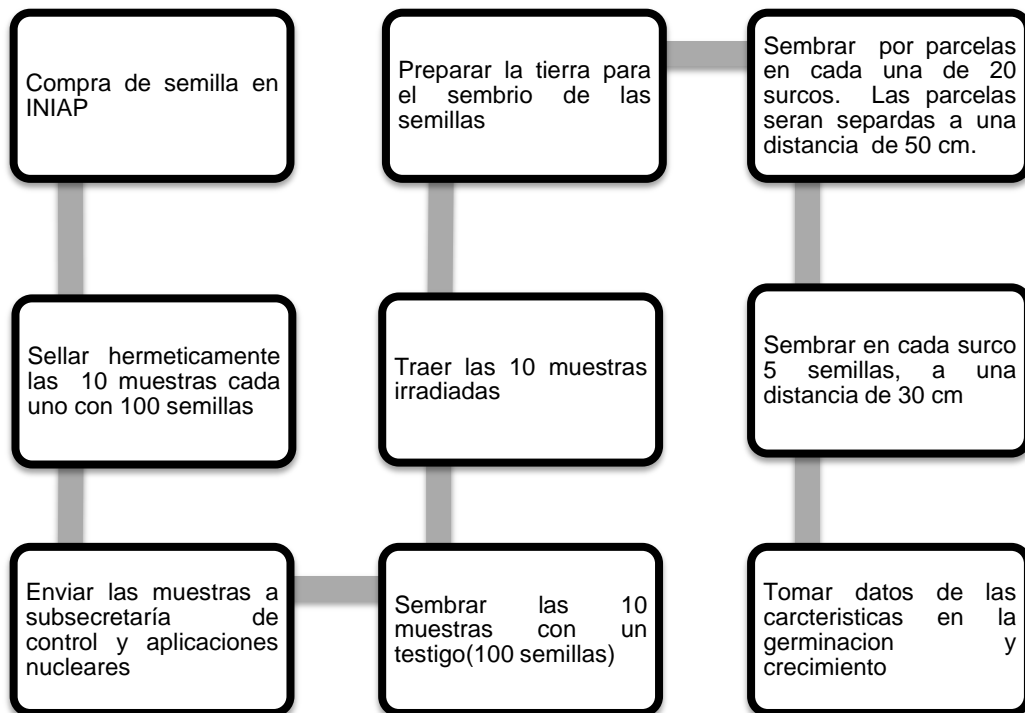 Compra de semilla en
INIAP
Sellar hermeticamente
las 10 muestras cada
uno con 100 semillas
Enviar las muestras a
subsecretaría de
control y aplicaciones
nucleares
Sembrar las 10
muestras con un
testigo(100 semillas)
Traer las 10 muestras
irradiadas
Preparar la tierra para
el sembrio de las
semillas
Sembrar por parcelas
en cada una de 20
surcos. Las parcelas
seran separdas a una
distancia de 50 cm.
Sembrar en cada surco
5 semillas, a una
distancia de 30 cm
Tomar datos de las
carcteristicas en la
germinacion y
crecimiento